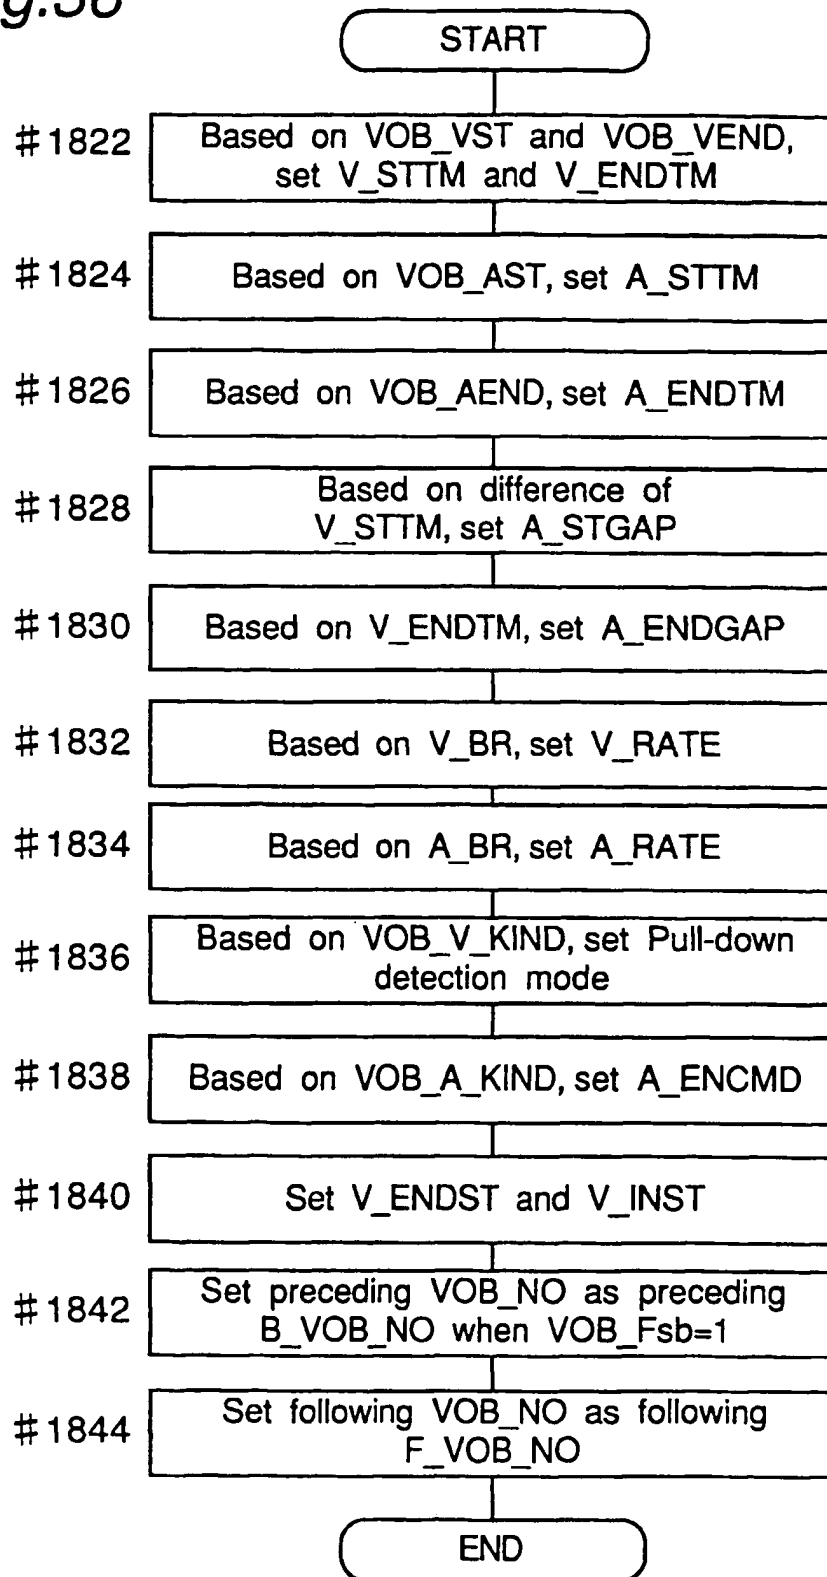 g.58
START
#1822
Based on VOB_VST and VOB_VEND,
set V_STTM and V_ENDTM
#1824
Based on VOB_AST, set A_STTM
#1826
Based on VOB_AEND, set A_ENDTM
#1828
Based on difference of
V_STTM, set A_STGAP
#1830
Based on V_ENDTM, set A_ENDGAP
#1832
Based on V_BR, set V_RATE
#1834
Based on A_BR, set A_RATE
#1836
Based on VOB_V_KIND, set Pull-down
detection mode
#1838
Based on VOB_A_KIND, set A_ENCMD
#1840
Set V_ENDST and V_INST
#1842
Set preceding VOB_NO as preceding
B_VOB_NO when VOB_Fsb=1
#1844
Set following VOB_NO as following
F_VOB_NO
END